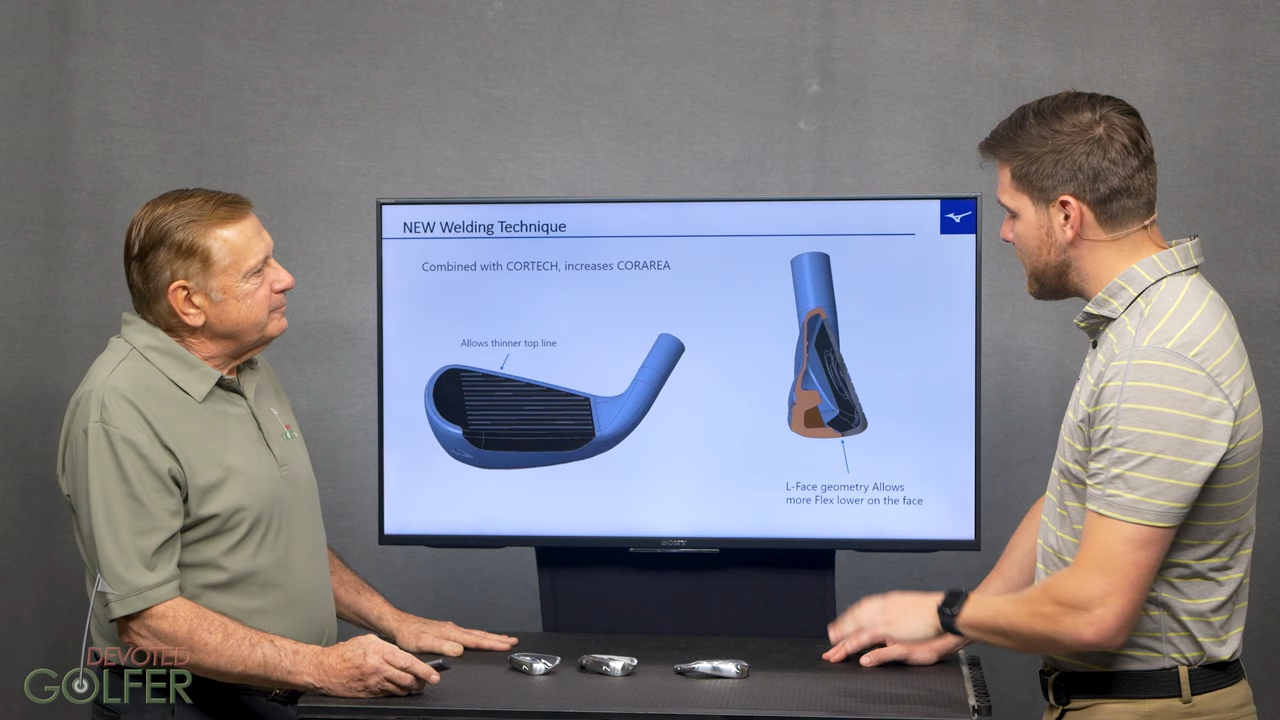 NEW Welding Technique
Combined with CORTECH, increases CORAREA
Allows thinner top line
L-Face geometry Allows
more Flex lower on the face
SONY
DEVOTED
GOLFER